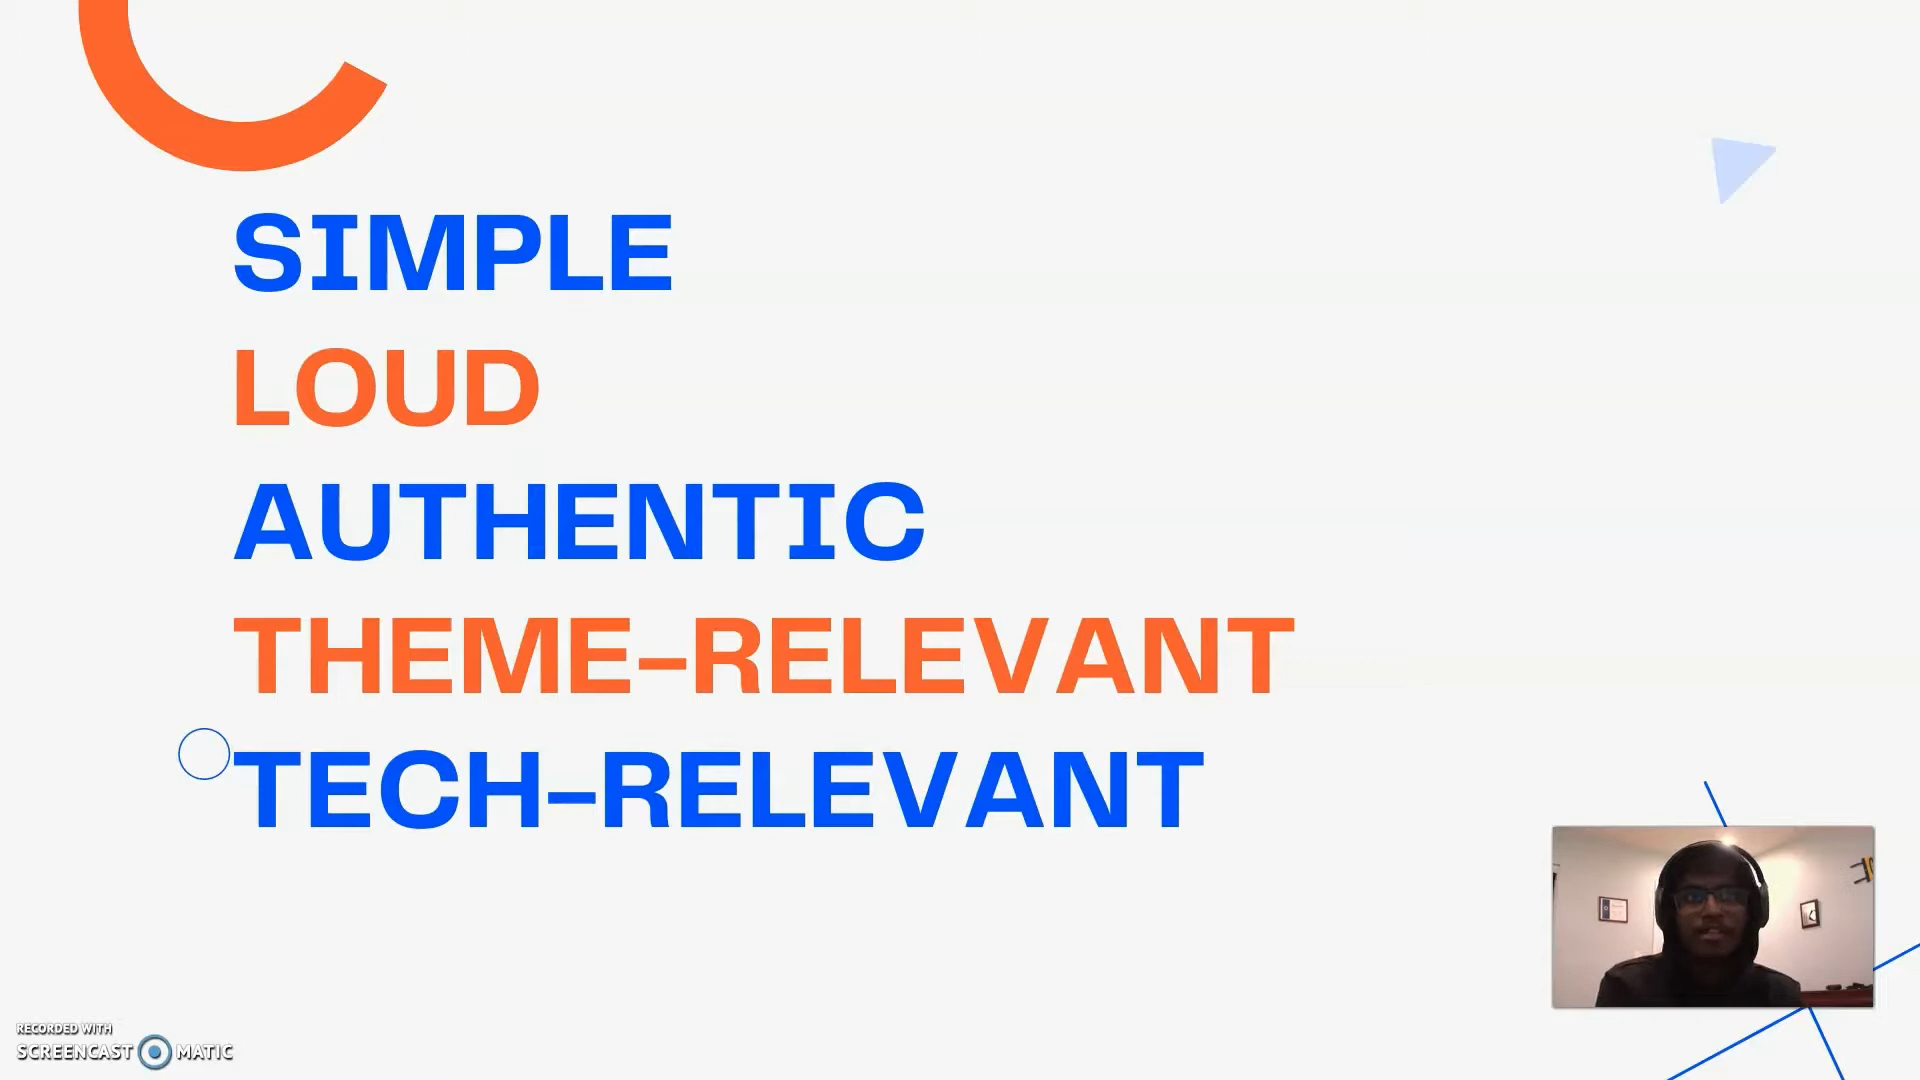 SIMPLE
LOUD
AUTHENTIC
THEME-RELEVANT
TECH-RELEVANT
RECORDED WITH
SCREENCAST MATIC